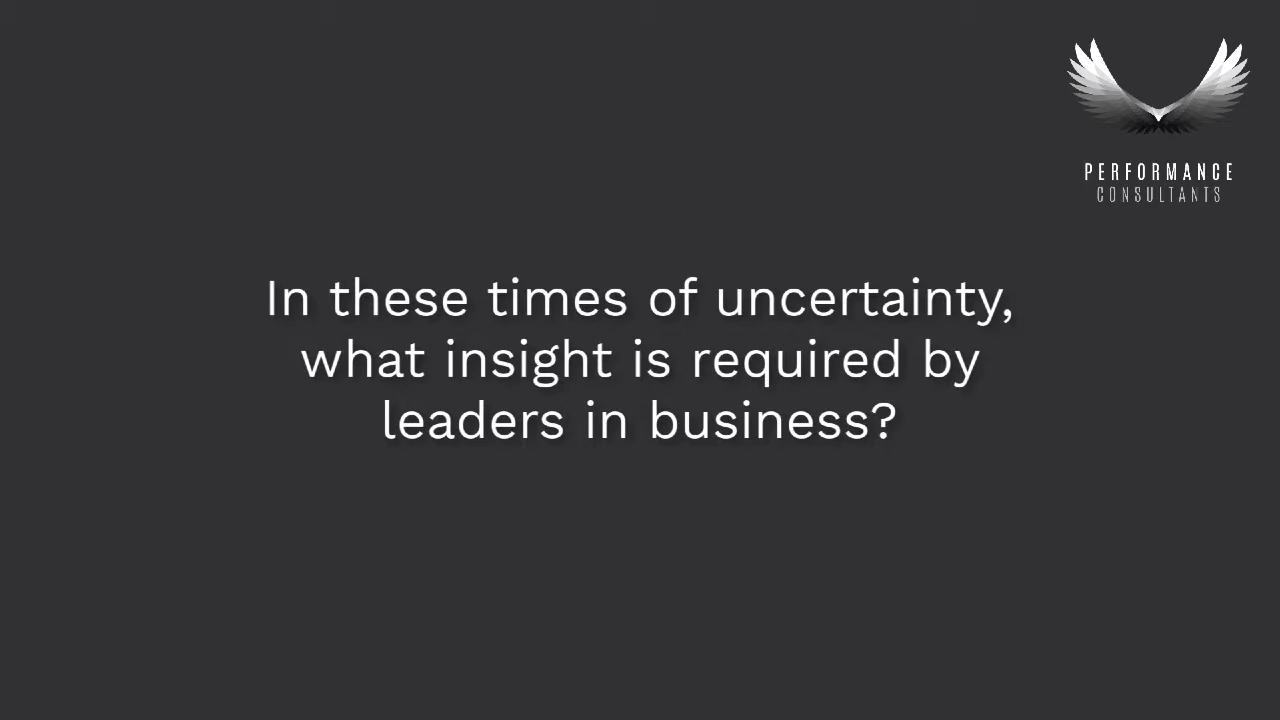 PERFORMANCE
CONSULTANTS
In these times of uncertainty,
what insight is required by
leaders in business?